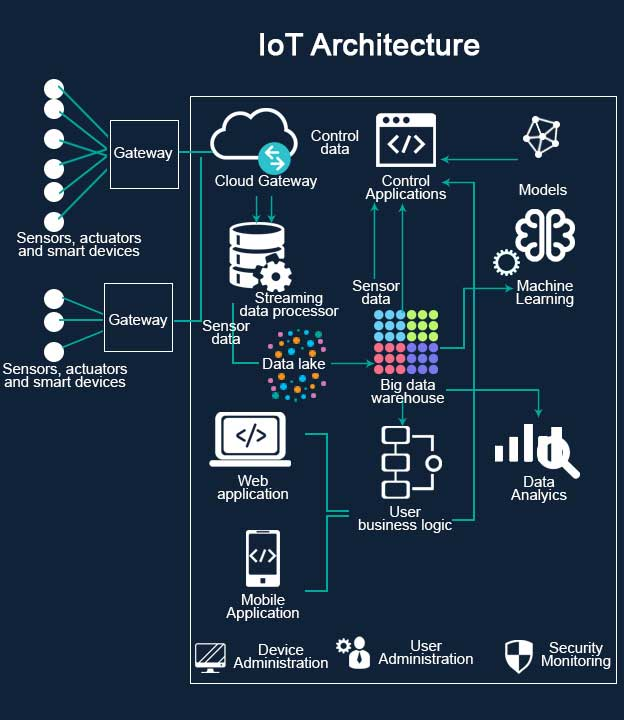 IoT Architecture
Gateway
Sensors, actuators
and smart devices
Gateway
Sensors, actuators
and smart devices
Cloud Gateway
Control
data
</>
Control
Applications
Models
Streaming
data processor
Sensor
data
Sensor
data
Machine
Learning
Data lake
Big data
warehouse
</>
Web
application
User
business logic
Data
Analyics
</>
Mobile
Application
Device
Administration
User
Administration
Security
Monitoring